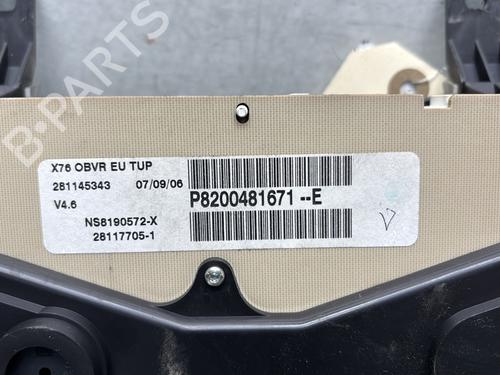 B-PARTS
X76 OBVR EU TUP
281145343 07/09/06
V4.6
P8200481671--E
NS8190572-X
28117705-1